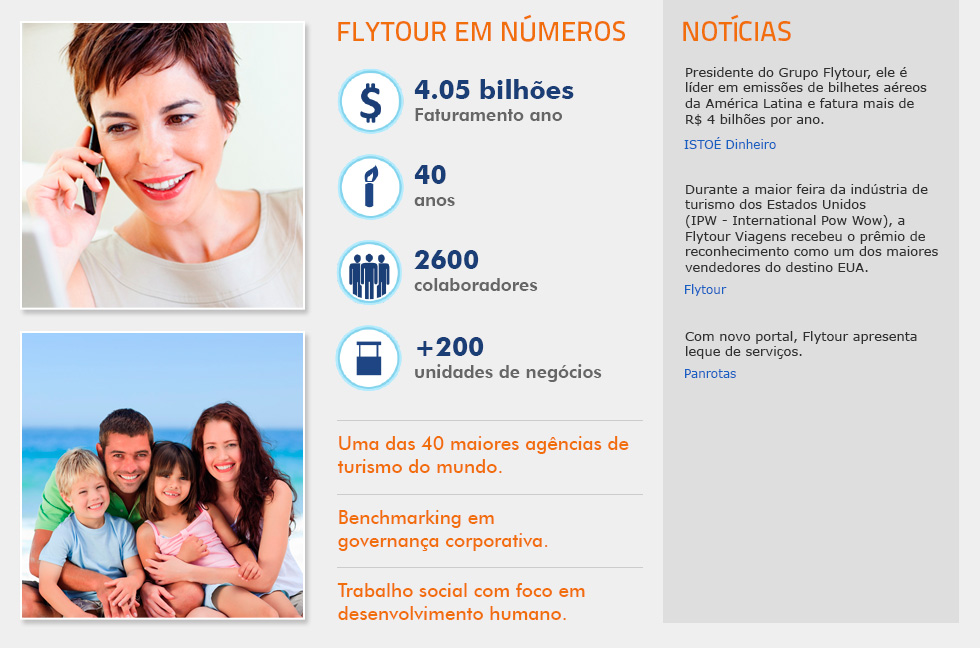 FLYTOUR EM NÚMEROS
$
4.05 bilhões
Faturamento ano
40
anos
2600
colaboradores
+200
unidades de negócios
Uma das 40 maiores agências de
turismo do mundo.
Benchmarking em
governança corporativa.
Trabalho social com foco em
desenvolvimento humano.
NOTÍCIAS
Presidente do Grupo Flytour, ele é
líder em emissões de bilhetes aéreos
da América Latina e fatura mais de
R$ 4 bilhões por ano.
ISTOÉ Dinheiro
Durante a maior feira da indústria de
turismo dos Estados Unidos
(IPW - International Pow Wow), a
Flytour Viagens recebeu o prêmio de
reconhecimento como um dos maiores
vendedores do destino EUA.
Flytour
Com novo portal, Flytour apresenta
leque de serviços.
Panrotas